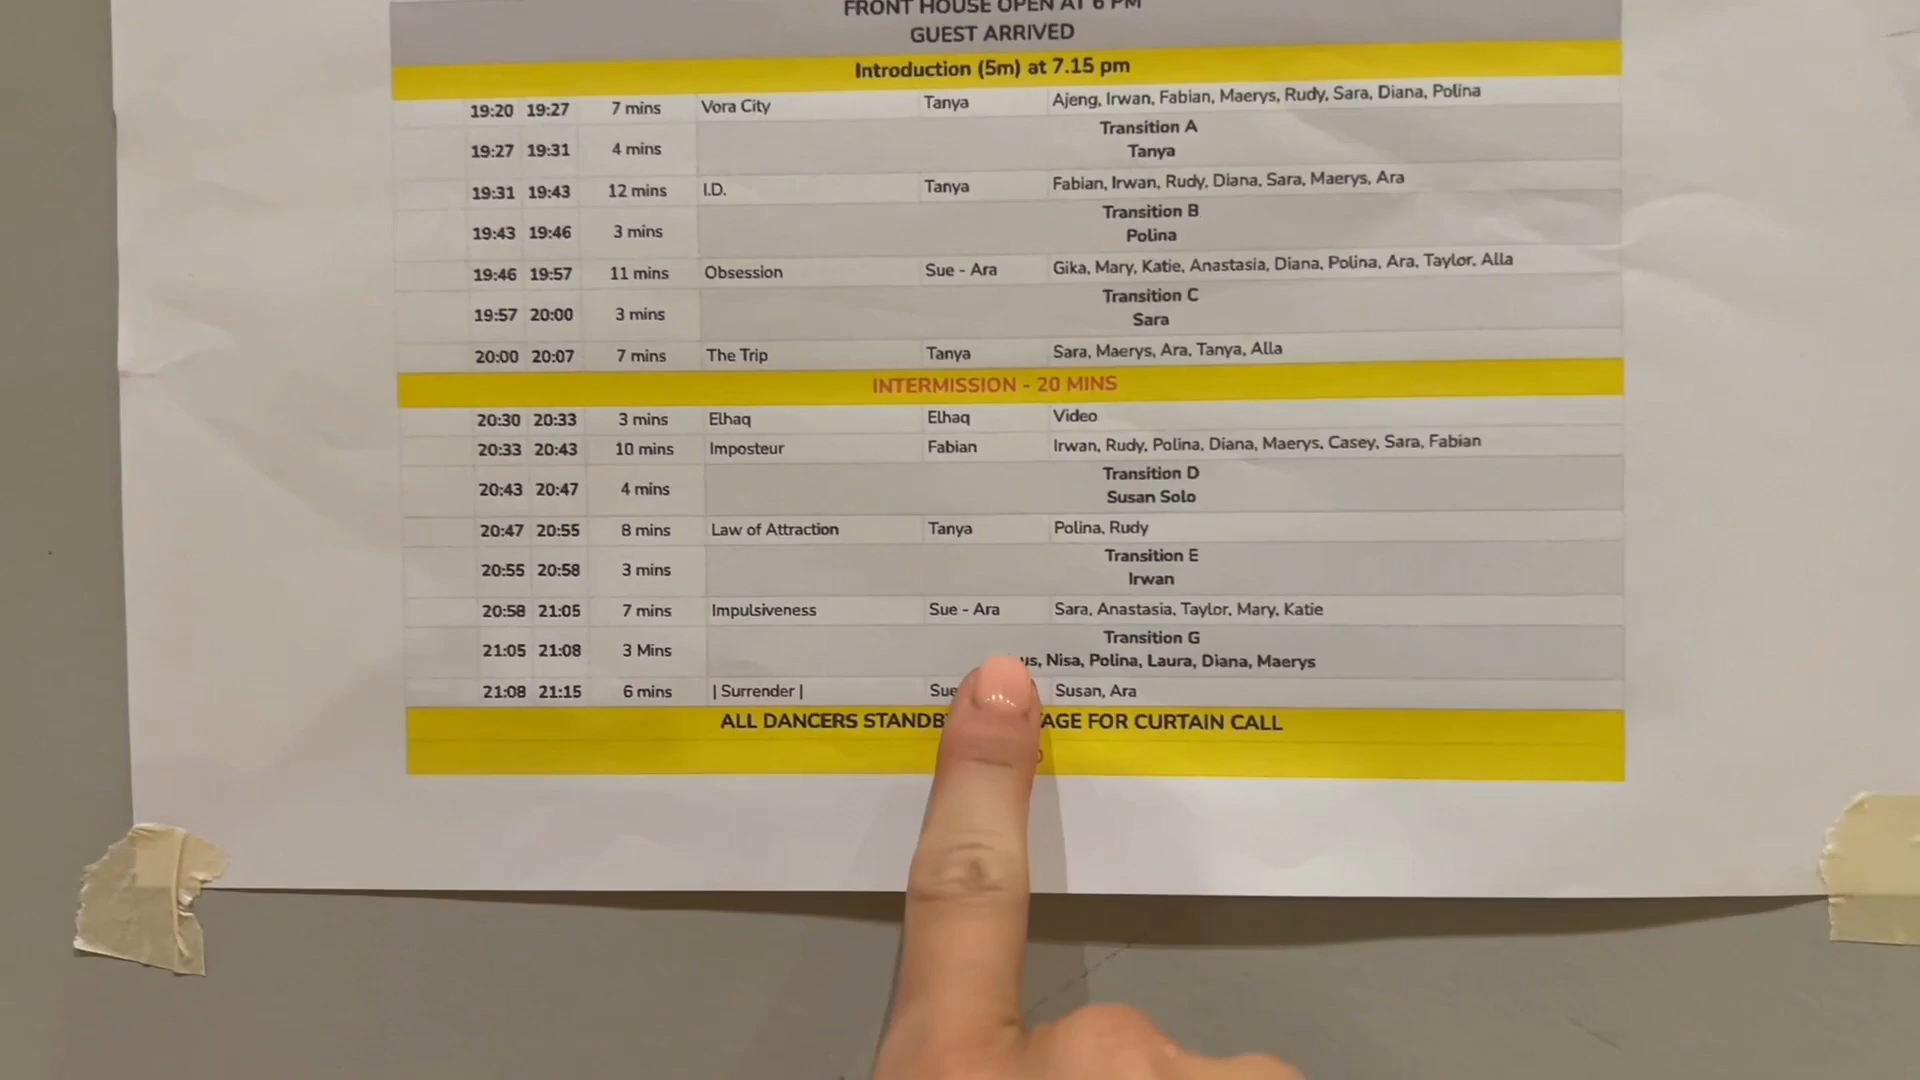 FRONT HOUSE OPEN AT 6 PM
GUEST ARRIVED
Introduction (5m) at 7.15 pm
19:20 19:27 7 mins Vora City Tanya Ajeng, Irwan, Fabian, Maerys, Rudy, Sara, Diana, Polina
Transition A
19:27 19:31 4 mins Tanya
19:31 19:43 12 mins I.D. Tanya Fabian, Irwan, Rudy, Diana, Sara, Maerys, Ara
Transition B
19:43 19:46 3 mins Polina
19:46 19:57 11 mins Obsession Sue - Ara Gika, Mary, Katie, Anastasia, Diana, Polina, Ara, Taylor, Alla
Transition C
19:57 20:00 3 mins Sara
20:00 20:07 7 mins The Trip Tanya Sara, Maerys, Ara, Tanya, Alla
INTERMISSION - 20 MINS
20:30 20:33 3 mins Elhaq Elhaq Video
20:33 20:43 10 mins Imposteur Fabian Irwan, Rudy, Polina, Diana, Maerys, Casey, Sara, Fabian
Transition D
20:43 20:47 4 mins Susan Solo
20:47 20:55 8 mins Law of Attraction Tanya Polina, Rudy
Transition E
20:55 20:58 3 mins Irwan
20:58 21:05 7 mins Impulsiveness Sue - Ara Sara, Anastasia, Taylor, Mary, Katie
Transition G
21:05 21:08 3 Mins Nisa, Polina, Laura, Diana, Maerys
21:08 21:15 6 mins | Surrender | Sue Susan, Ara
ALL DANCERS FOR CURTAIN CALL